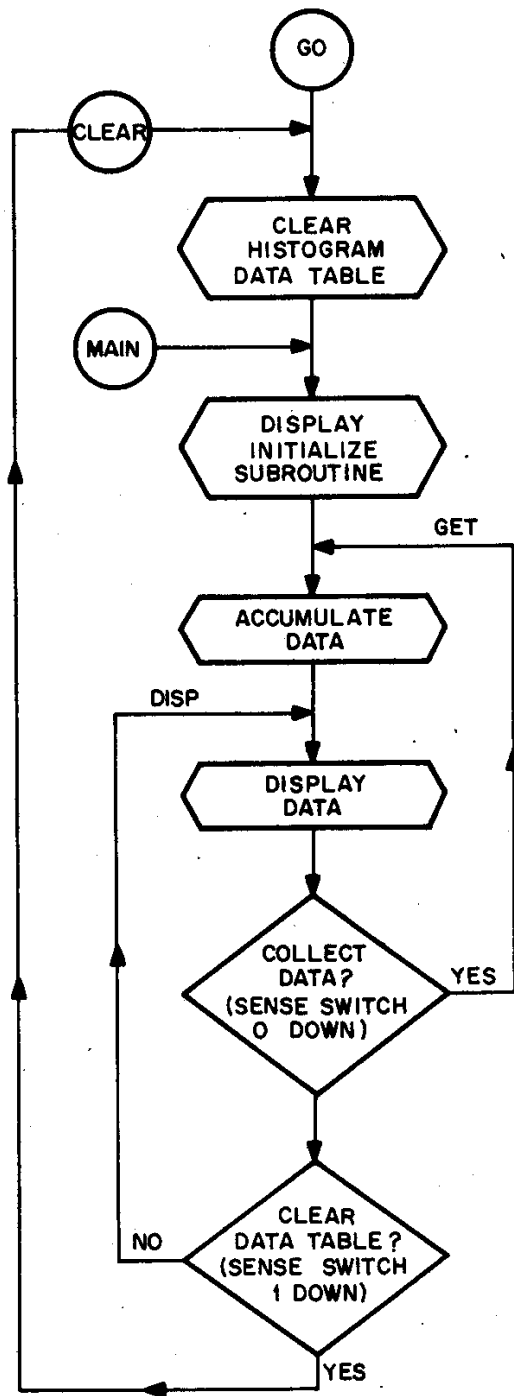 GO
CLEAR
CLEAR
HISTOGRAM
DATA TABLE
MAIN
DISPLAY
INITIALIZE
SUBROUTINE
GET
ACCUMULATE
DATA
DISP
DISPLAY
DATA
COLLECT
DATA?
(SENSE SWITCH
0 DOWN)
YES
CLEAR
DATA TABLE?
(SENSE SWITCH
1 DOWN)
NO
YES